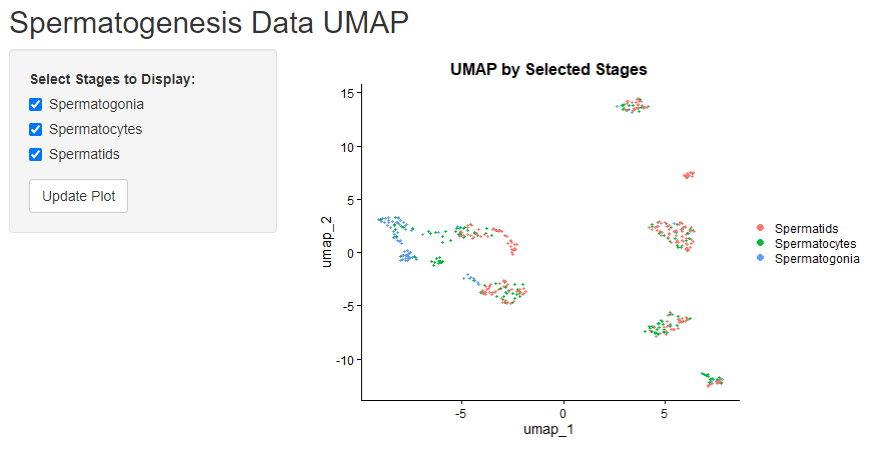 Spermatogenesis Data UMAP
Select Stages to Display:
Spermatogonia
Spermatocytes
Spermatids
Update Plot
UMAP by Selected Stages
15
10
5
0
-5
-10
umap_2
-5
0
5
umap_1
Spermatids
Spermatocytes
Spermatogonia